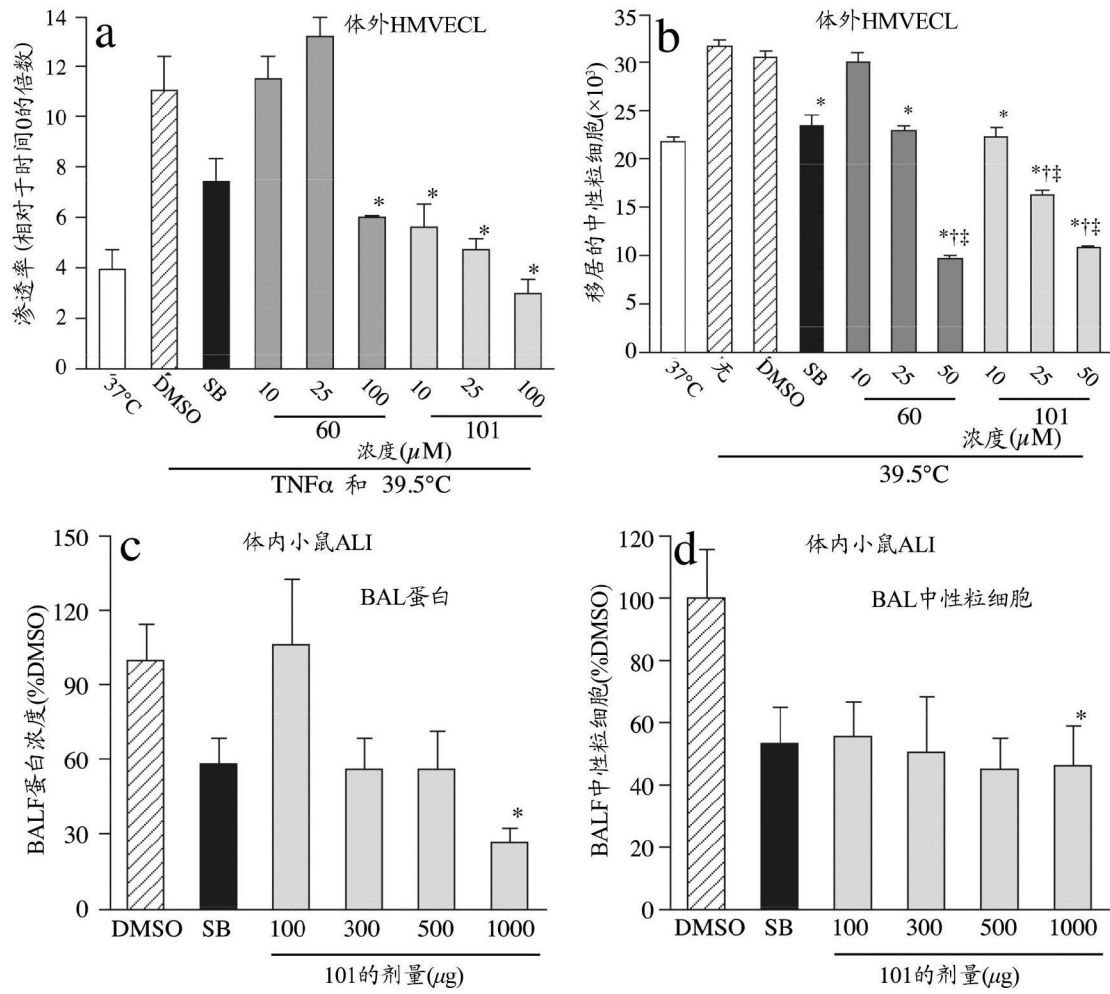 a
体外HMVECL
渗透率 (相对于时间0的倍数)
14
12
10
8
6
4
2
0
* * * *
37°C DMSO SB 10 25 100 10 25 100
60 101
浓度(μM)
TNFα 和 39.5°C
b
体外HMVECL
移居的中性粒细胞(×10³)
35
30
25
20
15
10
5
0
* * *†‡ * *†‡ *†‡
37°C 无 DMSO SB 10 25 50 10 25 50
60 101
浓度(μM)
39.5°C
c
体内小鼠ALI
BAL蛋白
BALF蛋白浓度(%DMSO)
150
120
90
60
30
0
*
DMSO SB 100 300 500 1000
101的剂量(μg)
d
体内小鼠ALI
BAL中性粒细胞
BALF中性粒细胞(%DMSO)
120
100
80
60
40
20
0
*
DMSO SB 100 300 500 1000
101的剂量(μg)